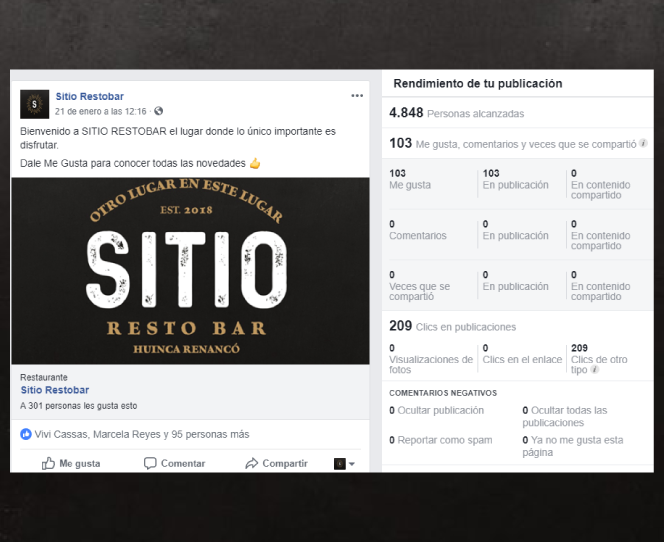 Sitio Restobar
21 de enero a las 12:16 ·
Bienvenido a SITIO RESTOBAR el lugar donde lo único importante es
disfrutar.
Dale Me Gusta para conocer todas las novedades 👍
OTRO LUGAR EN ESTE LUGAR
EST. 2018
SITIO
RESTO BAR
HUINCA RENANCÓ
Restaurante
Sitio Restobar
A 301 personas les gusta esto
Vivi Cassas, Marcela Reyes y 95 personas más
Me gusta Comentar Compartir
Rendimiento de tu publicación
4.848 Personas alcanzadas
103 Me gusta, comentarios y veces que se compartió
103 103 0
Me gusta En publicación En contenido
compartido
0 0 0
Comentarios En publicación En contenido
compartido
0 0 0
Veces que se En publicación En contenido
compartió compartido
209 Clics en publicaciones
0 0 209
Visualizaciones de Clics en el enlace Clics de otro
fotos tipo
COMENTARIOS NEGATIVOS
0 Ocultar publicación 0 Ocultar todas las
publicaciones
0 Reportar como spam 0 Ya no me gusta esta
página